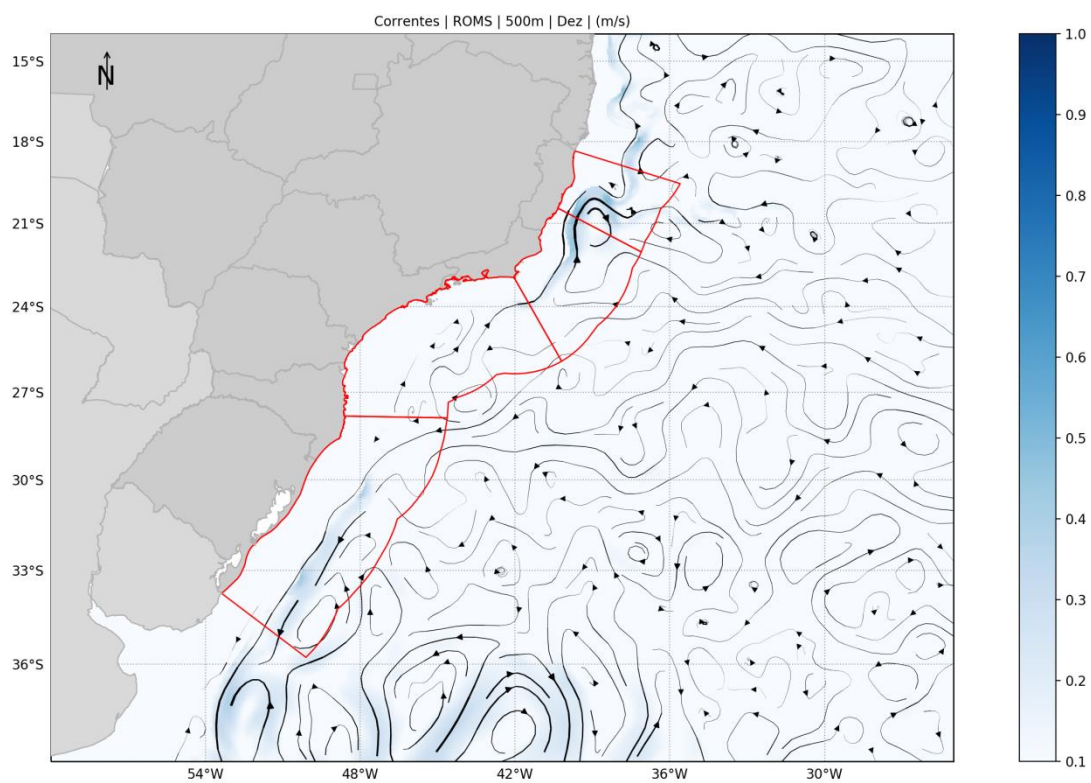 Correntes | ROMS | 500m | Dez | (m/s)
N
15°S
18°S
21°S
24°S
27°S
30°S
33°S
36°S
54°W
48°W
42°W
36°W
30°W
1.0
0.9
0.8
0.7
0.6
0.5
0.4
0.3
0.2
0.1